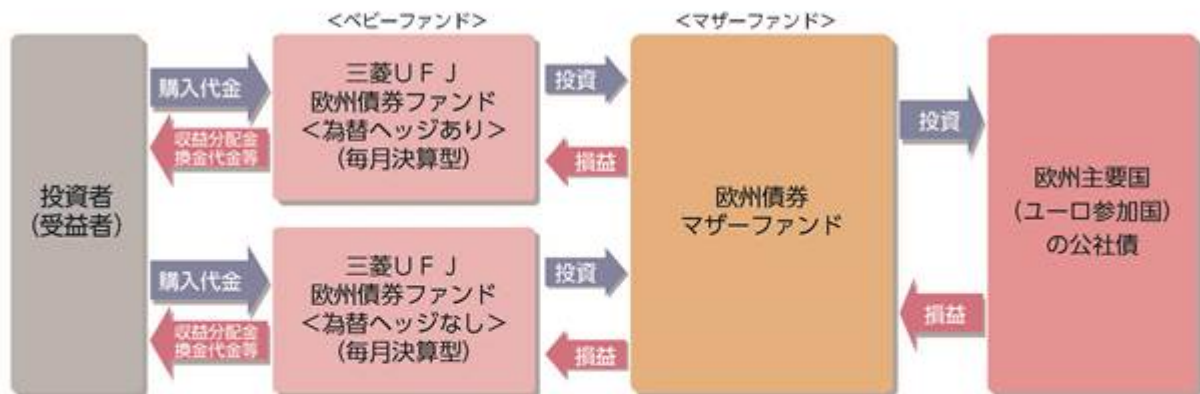 <ベビーファンド>
<マザーファンド>
投資者
(受益者)
購入代金
収益分配金
換金代金等
三菱UFJ
欧州債券ファンド
<為替ヘッジあり>
(毎月決算型)
投資
損益
購入代金
収益分配金
換金代金等
三菱UFJ
欧州債券ファンド
<為替ヘッジなし>
(毎月決算型)
投資
損益
欧州債券
マザーファンド
投資
損益
欧州主要国
(ユーロ参加国)
の公社債